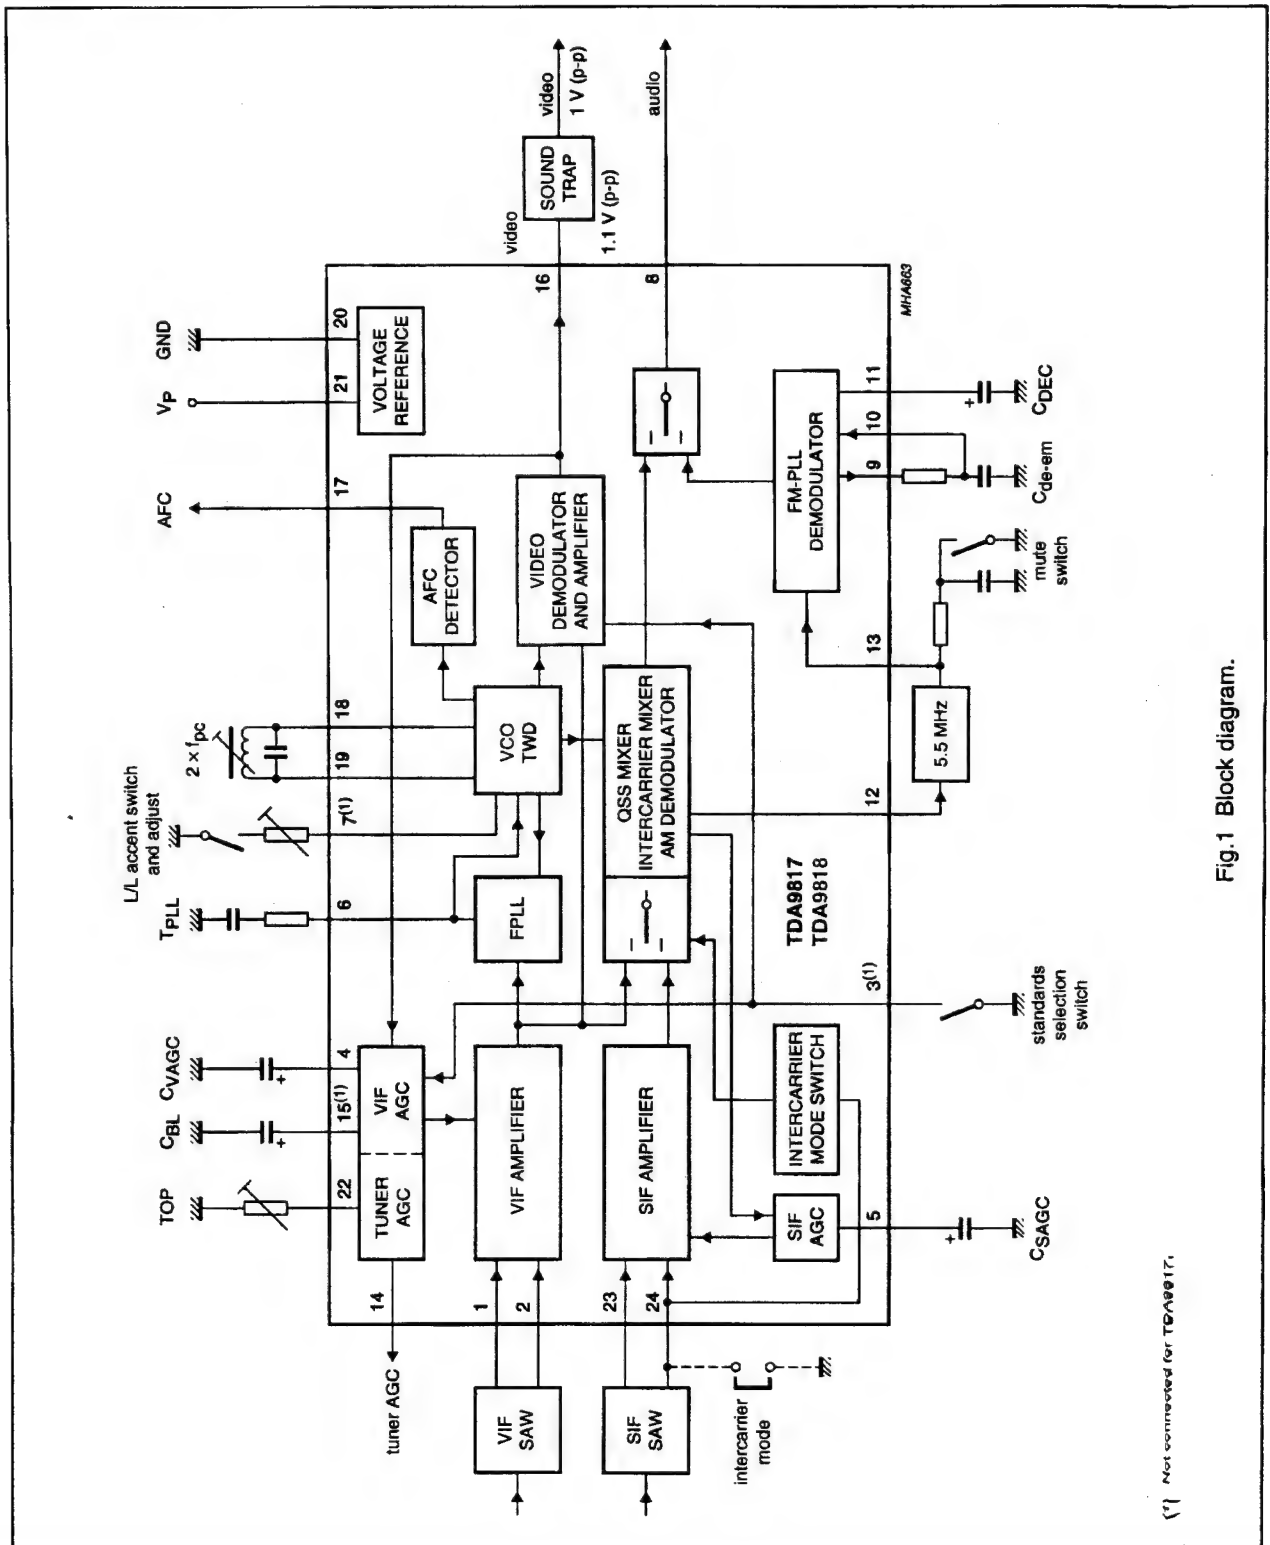 TOP
CBL
CVAGC
TPLL
L/L accent switch
and adjust
2 x fpc
AFC
VP
GND
22
15(1)
4
6
7(1)
19
18
17
21
20
TUNER
AGC
VIF
AGC
VOLTAGE
REFERENCE
14
tuner AGC
AFC
DETECTOR
VIF
SAW
1
2
VIF AMPLIFIER
FPLL
VCO
TWD
VIDEO
DEMODULATOR
AND AMPLIFIER
16
video
1.1 V (p-p)
SOUND
TRAP
video
1 V (p-p)
SIF
SAW
23
24
SIF AMPLIFIER
QSS MIXER
INTERCARRIER MIXER
AM DEMODULATOR
8
audio
intercarrier
mode
SIF
AGC
INTERCARRIER
MODE SWITCH
TDA9817
TDA9818
FM-PLL
DEMODULATOR
5
3(1)
12
13
9
10
11
MHA663
CSAGC
standards
selection
switch
5.5 MHz
mute
switch
Cde-em
CDEC
(1) Not connected for TDA9817.
Fig.1 Block diagram.